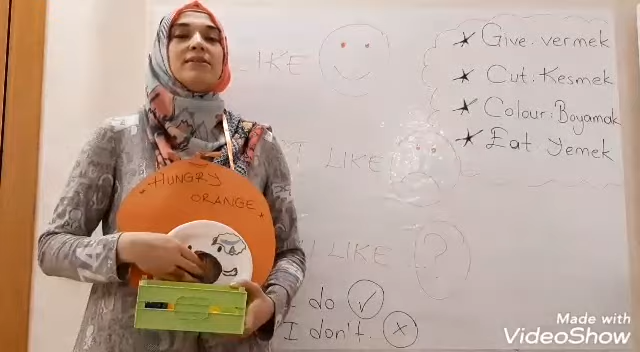 LIKE
* Give. vermek
* Cut. Kesmek
* Colour: Boyamak
* Eat yemek
LIKE
"HUNGRY
ORANGE"
LIKE
?
do ✓
I don't. x
Made with
VideoShow